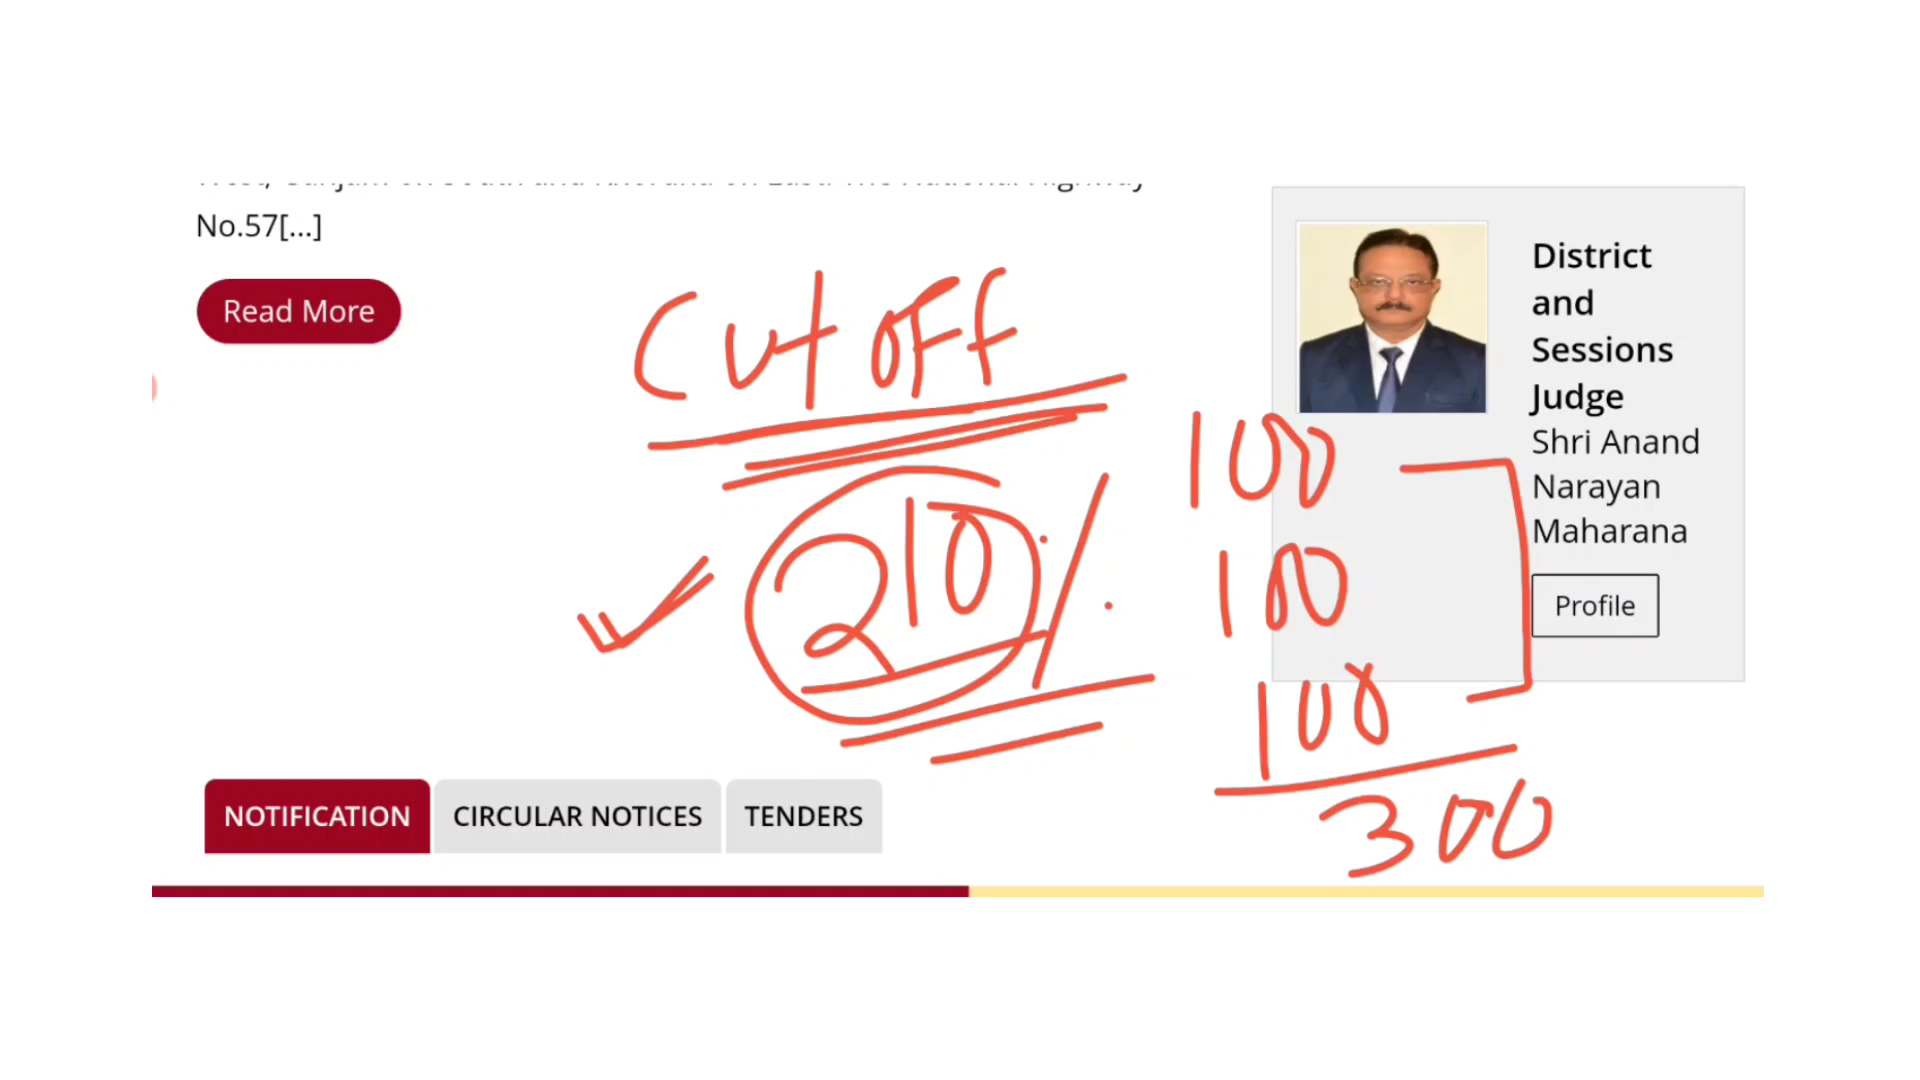 No.57[...]
Read More
District
and
Sessions
Judge
Shri Anand
Narayan
Maharana
Profile
Cut OFF
210%
100
100
100
300
NOTIFICATION
CIRCULAR NOTICES
TENDERS